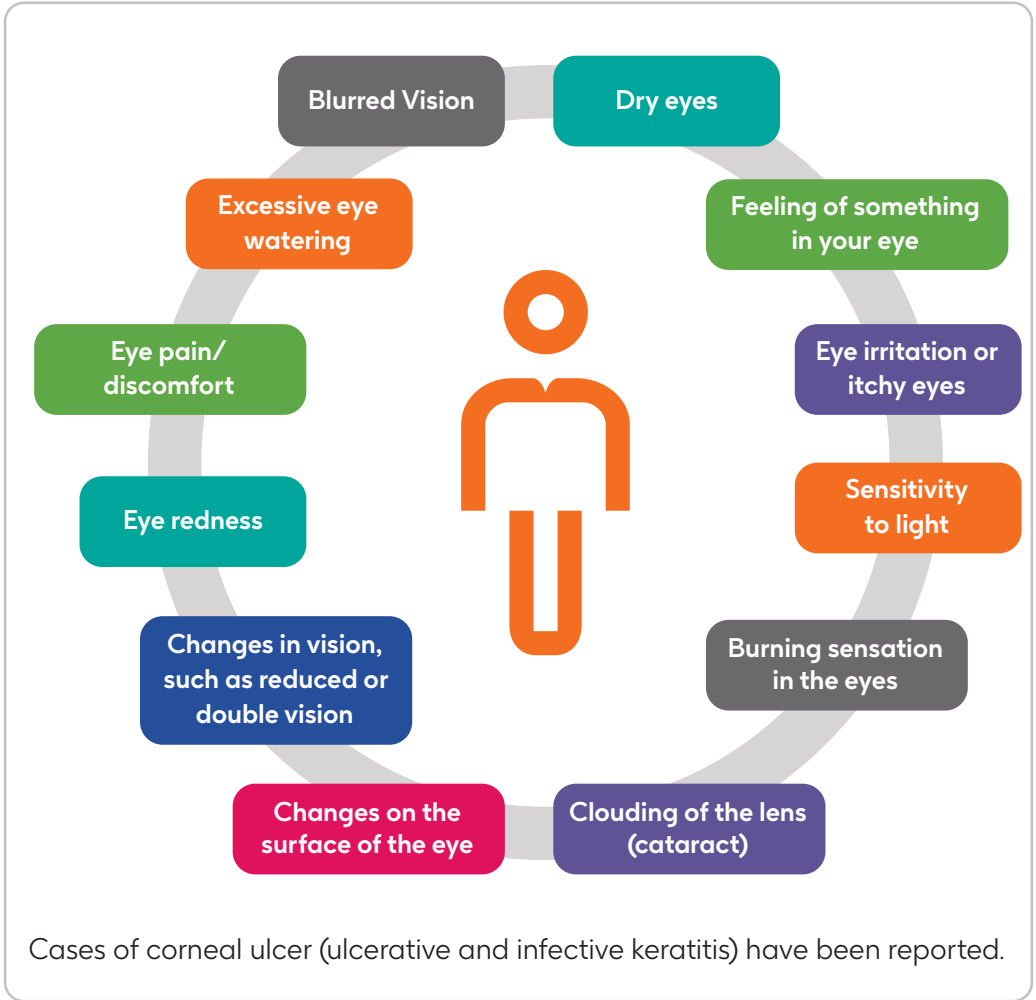 Blurred Vision
Dry eyes
Excessive eye
watering
Feeling of something
in your eye
Eye pain/
discomfort
Eye irritation or
itchy eyes
Eye redness
Sensitivity
to light
Changes in vision,
such as reduced or
double vision
Burning sensation
in the eyes
Changes on the
surface of the eye
Clouding of the lens
(cataract)
Cases of corneal ulcer (ulcerative and infective keratitis) have been reported.